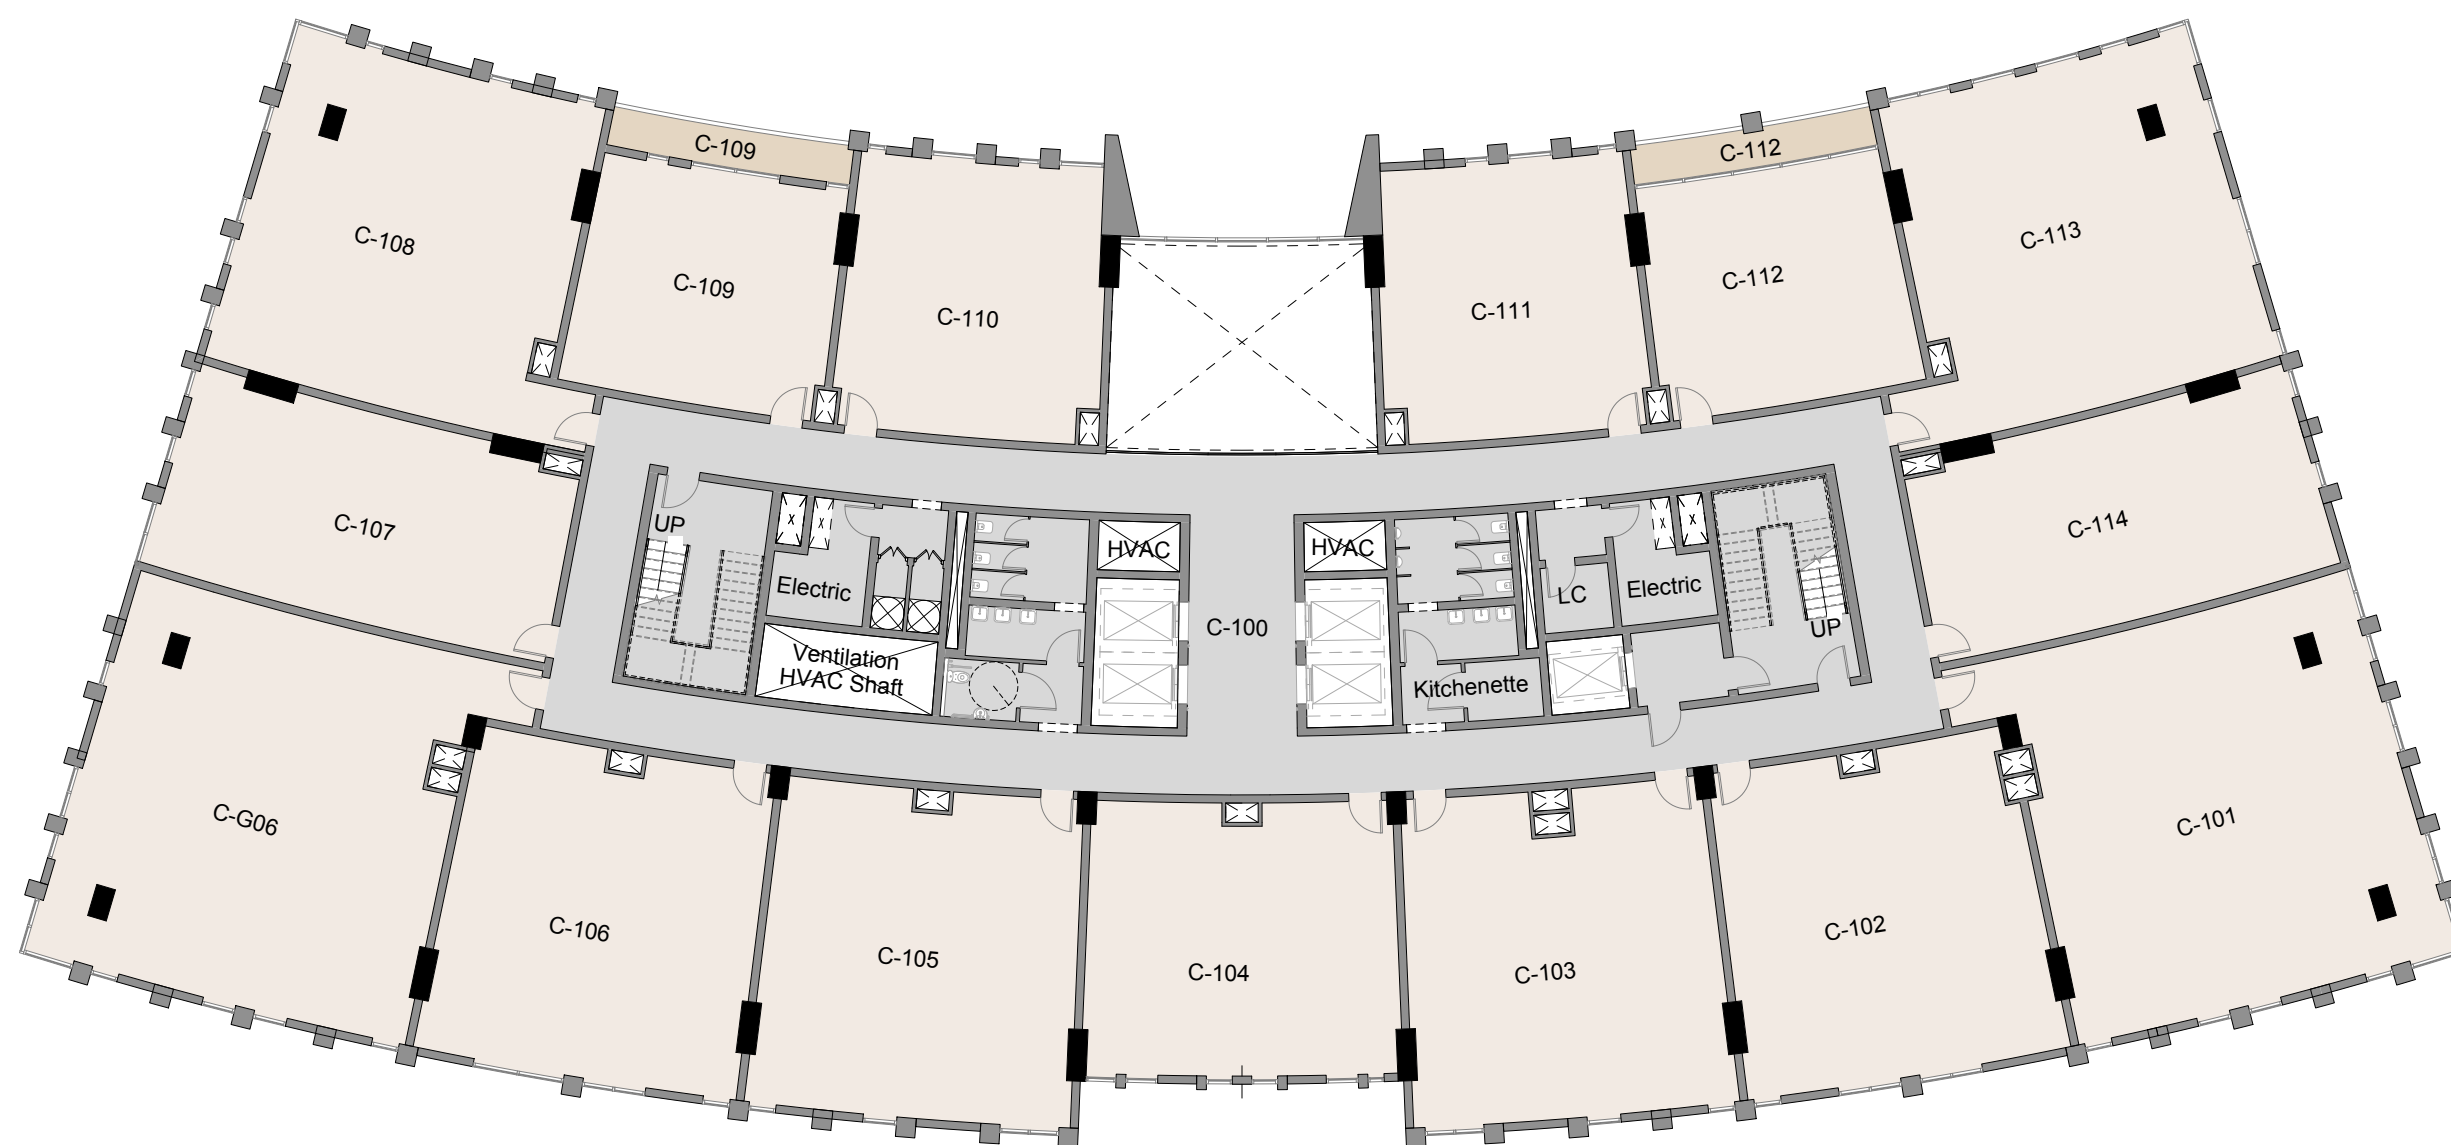 C-109
C-112
C-108
C-113
C-109
C-112
C-110
C-111
C-107
UP
HVAC
HVAC
C-114
Electric
LC
Electric
C-100
UP
Ventilation
HVAC Shaft
Kitchenette
C-G06
C-101
C-106
C-105
C-104
C-103
C-102